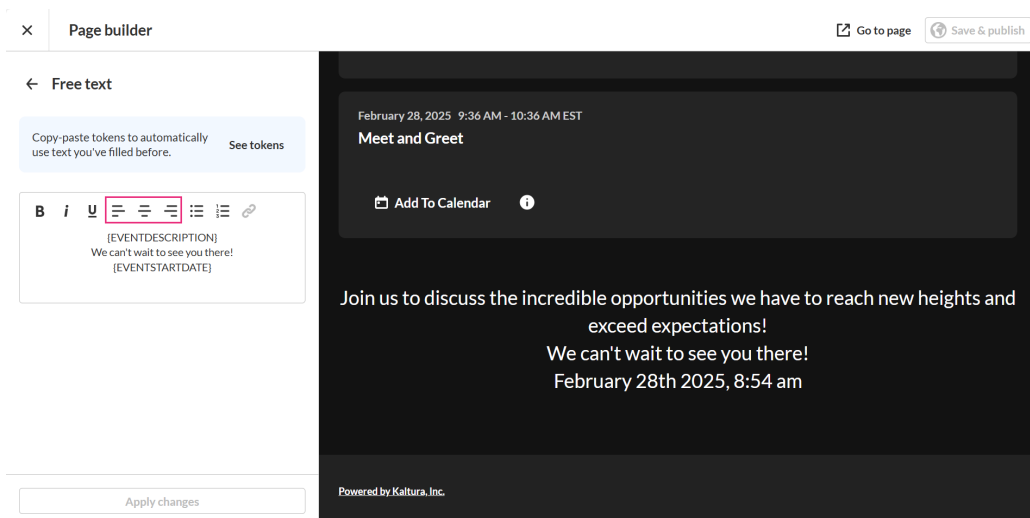 Page builder
Go to page
Save & publish
Free text
Copy-paste tokens to automatically
use text you've filled before.
See tokens
B i U
{EVENTDESCRIPTION}
We can't wait to see you there!
{EVENTSTARTDATE}
Apply changes
February 28, 2025 9:36 AM - 10:36 AM EST
Meet and Greet
Add To Calendar
Join us to discuss the incredible opportunities we have to reach new heights and
exceed expectations!
We can't wait to see you there!
February 28th 2025, 8:54 am
Powered by Kaltura, Inc.